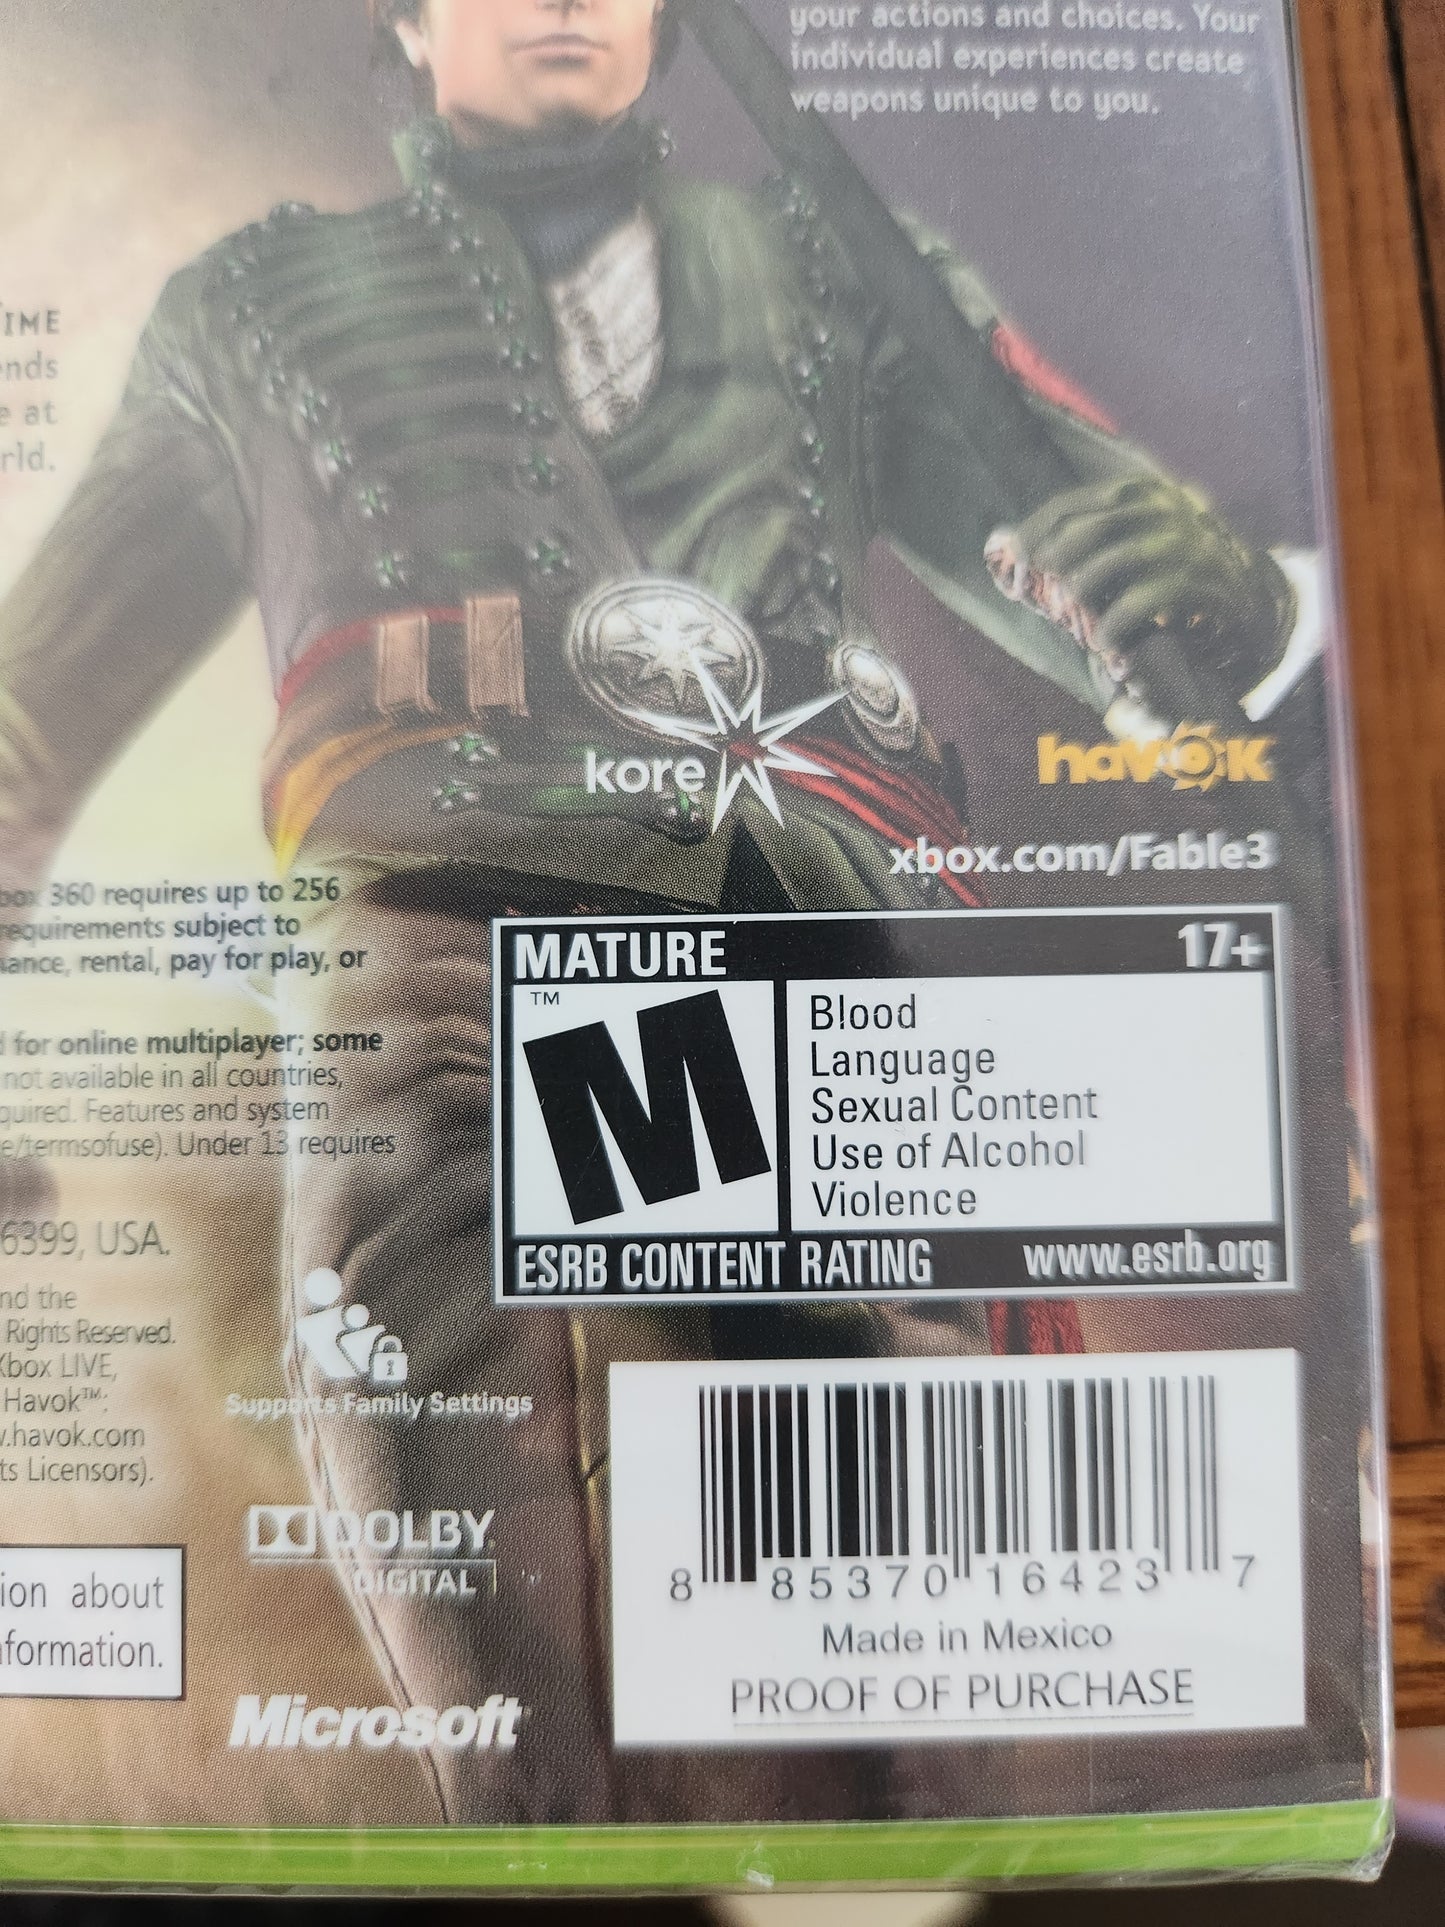 your actions and choices. Your
individual experiences create
weapons unique to you.
IME
ends
e at
rld.
kore
havok
xbox.com/Fable3
box 360 requires up to 256
requirements subject to
nance, rental, pay for play, or
d for online multiplayer; some
not available in all countries,
quired. Features and system
e/termsofuse). Under 13 requires
6399, USA.
nd the
Rights Reserved.
Xbox LIVE,
Havok™:
w.havok.com
ts Licensors).
ion about
nformation.
MATURE 17+
TM
M
Blood
Language
Sexual Content
Use of Alcohol
Violence
ESRB CONTENT RATING www.esrb.org
Supports Family Settings
DOLBY
DIGITAL
Microsoft
8 85370 16423 7
Made in Mexico
PROOF OF PURCHASE